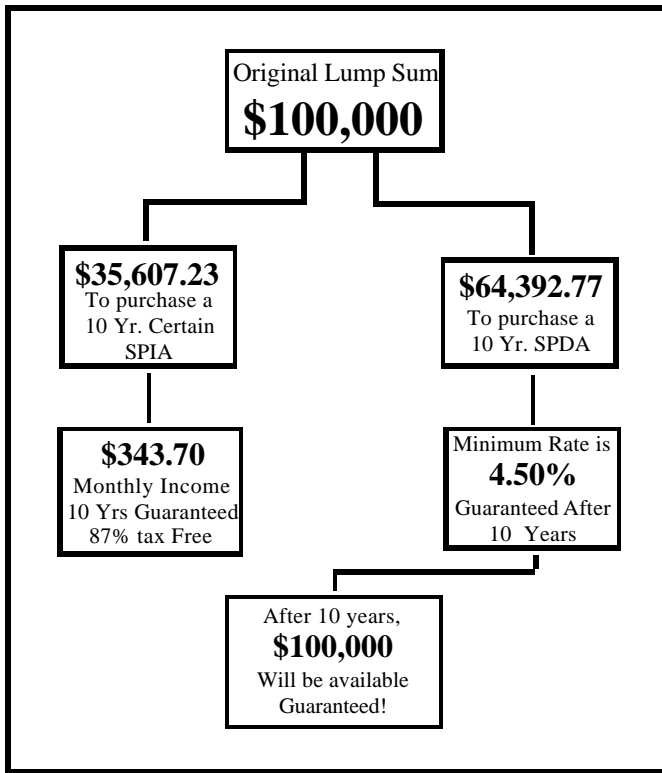 Original Lump Sum
$100,000
$35,607.23
To purchase a
10 Yr. Certain
SPIA
$64,392.77
To purchase a
10 Yr. SPDA
$343.70
Monthly Income
10 Yrs Guaranteed
87% tax Free
Minimum Rate is
4.50%
Guaranteed After
10 Years
After 10 years,
$100,000
Will be available
Guaranteed!